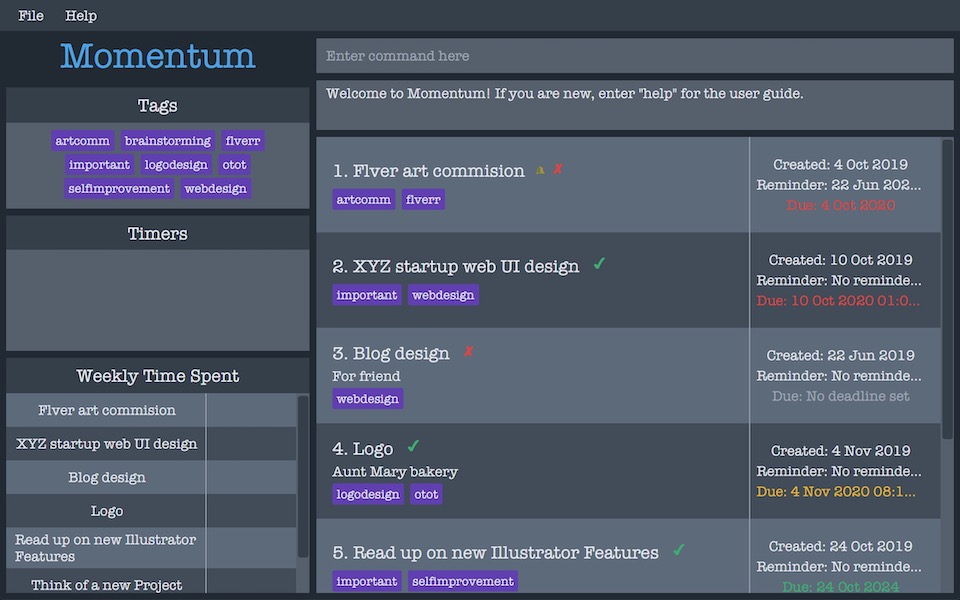 File Help
Momentum
Tags
artcomm brainstorming fiverr
important logodesign otot
selfimprovement webdesign
Timers
Weekly Time Spent
Flver art commision
XYZ startup web UI design
Blog design
Logo
Read up on new Illustrator
Features
Think of a new Project
Enter command here
Welcome to Momentum! If you are new, enter "help" for the user guide.
1. Flver art commision ✗
artcomm fiverr
Created: 4 Oct 2019
Reminder: 22 Jun 202...
Due: 4 Oct 2020
2. XYZ startup web UI design ✓
important webdesign
Created: 10 Oct 2019
Reminder: No reminde...
Due: 10 Oct 2020 01:0...
3. Blog design ✗
For friend
webdesign
Created: 22 Jun 2019
Reminder: No reminde...
Due: No deadline set
4. Logo ✓
Aunt Mary bakery
logodesign otot
Created: 4 Nov 2019
Reminder: No reminde...
Due: 4 Nov 2020 08:1...
5. Read up on new Illustrator Features ✓
important selfimprovement
Created: 24 Oct 2019
Reminder: No reminde...
Due: 24 Oct 2024